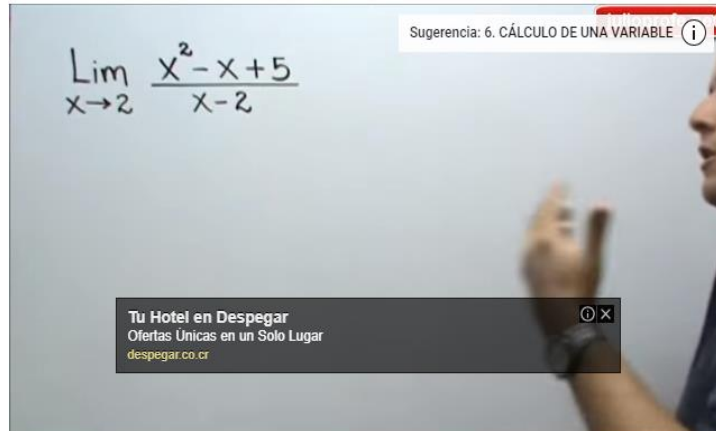 Sugerencia: 6. CÁLCULO DE UNA VARIABLE
Lim x→2 (x² - x + 5)/(x - 2)
Tu Hotel en Despegar
Ofertas Únicas en un Solo Lugar
despegar.co.cr